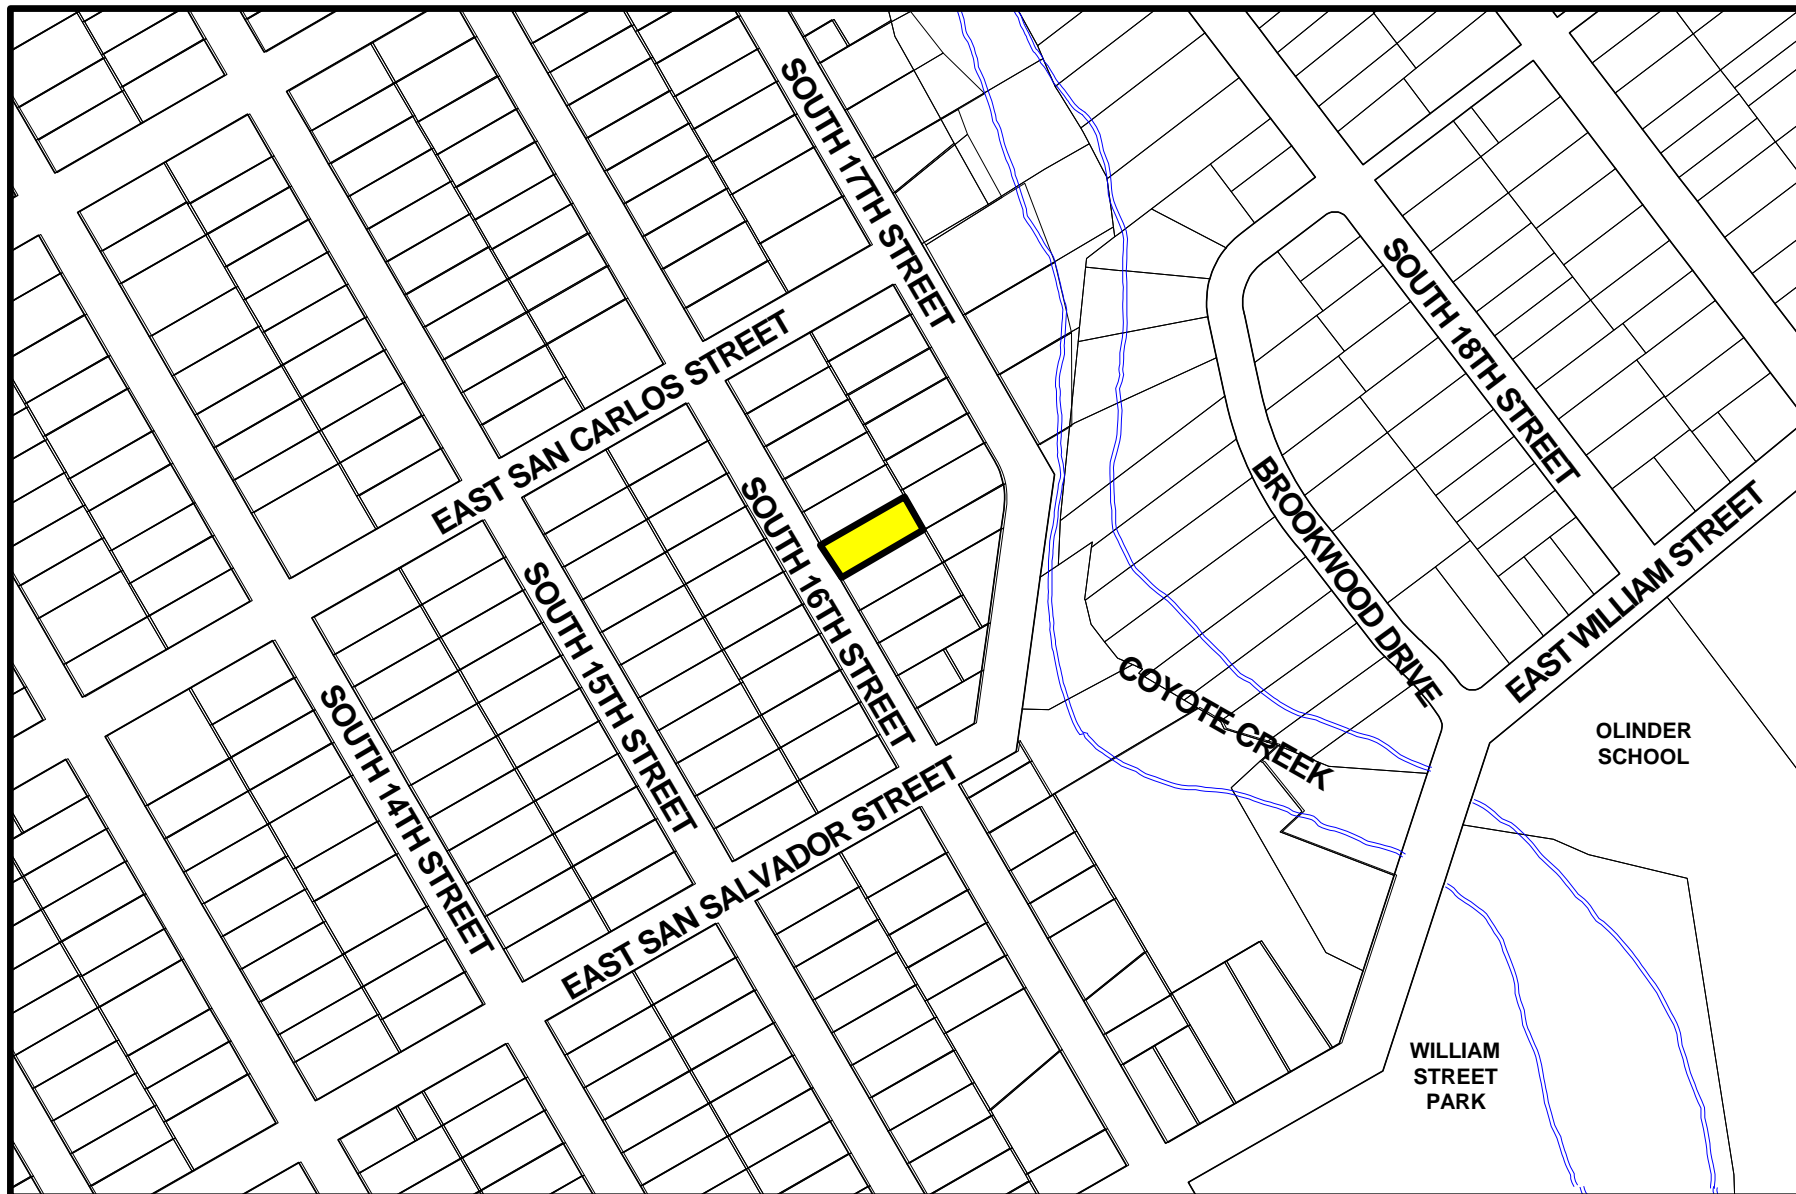 SOUTH 17TH STREET
EAST SAN CARLOS STREET
SOUTH 18TH STREET
SOUTH 16TH STREET
BROOKWOOD DRIVE
EAST WILLIAM STREET
SOUTH 15TH STREET
SOUTH 14TH STREET
COYOTE CREEK
OLINDER
SCHOOL
EAST SAN SALVADOR STREET
WILLIAM
STREET
PARK